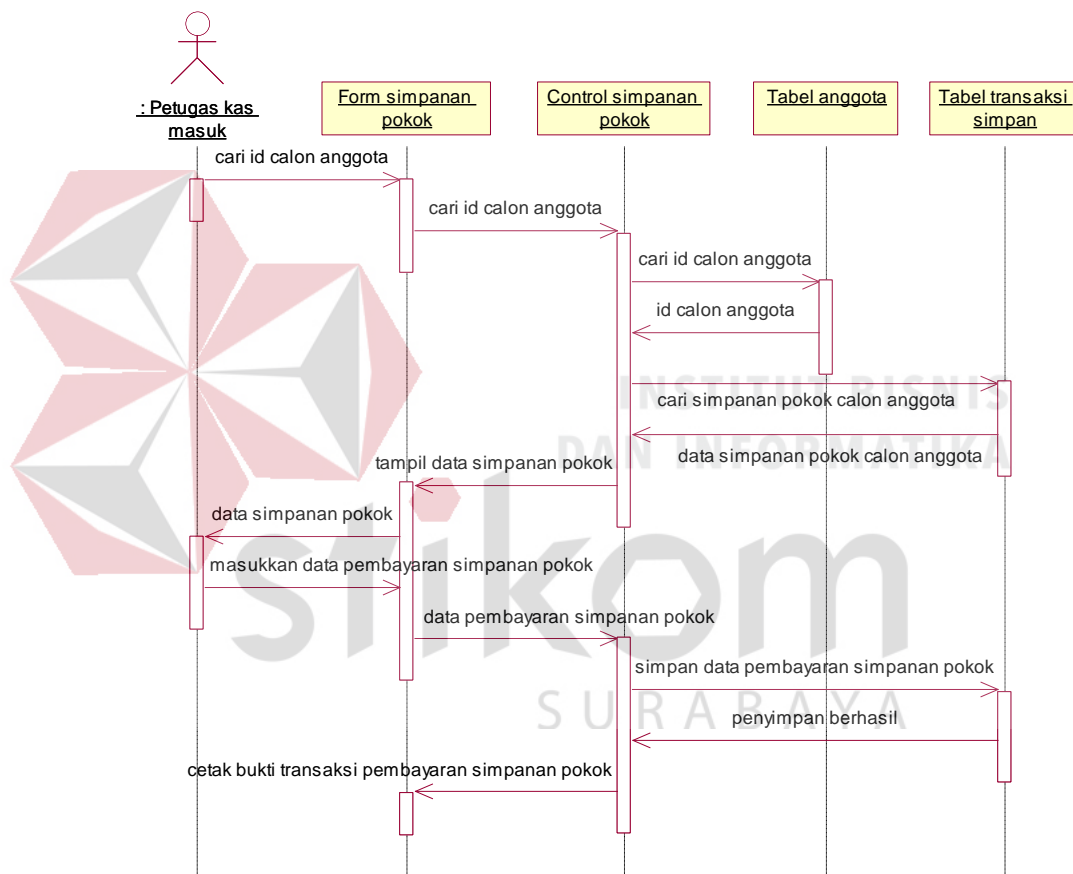 : Petugas kas
masuk
Form simpanan
pokok
Control simpanan
pokok
Tabel anggota
Tabel transaksi
simpan
cari id calon anggota
cari id calon anggota
cari id calon anggota
id calon anggota
cari simpanan pokok calon anggota
data simpanan pokok calon anggota
tampil data simpanan pokok
data simpanan pokok
masukkan data pembayaran simpanan pokok
data pembayaran simpanan pokok
simpan data pembayaran simpanan pokok
penyimpan berhasil
cetak bukti transaksi pembayaran simpanan pokok
INSTITUT BISNIS
DAN INFORMATIKA
stikom
SURABAYA